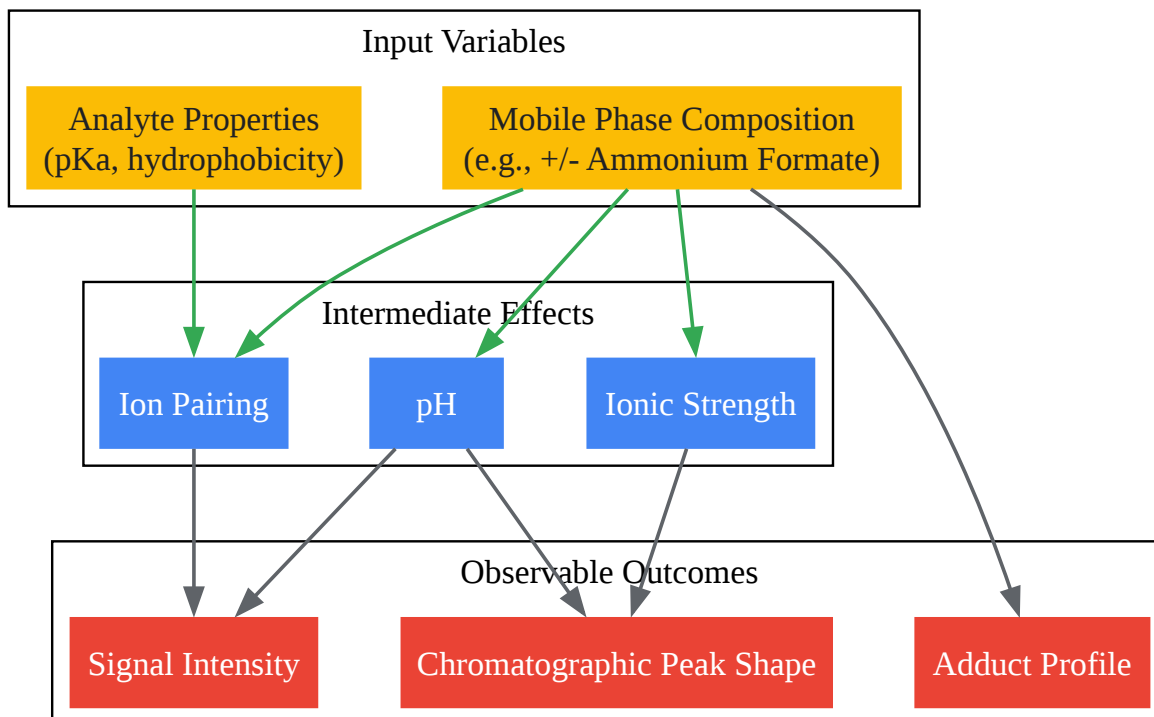 Input Variables
Analyte Properties
(pKa, hydrophobicity)
Mobile Phase Composition
(e.g., +/- Ammonium Formate)
Intermediate Effects
Ion Pairing
pH
Ionic Strength
Observable Outcomes
Signal Intensity
Chromatographic Peak Shape
Adduct Profile